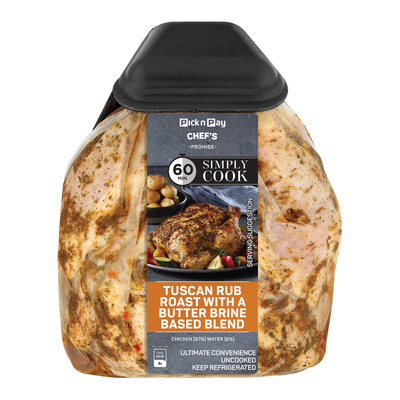 Pick n Pay
CHEF'S
•PROMISE•
60
MIN
SIMPLY
COOK
SERVING SUGGESTION
TUSCAN RUB
ROAST WITH A
BUTTER BRINE
BASED BLEND
CHICKEN (87%) WATER (6%)
ULTIMATE CONVENIENCE
UNCOOKED
KEEP REFRIGERATED